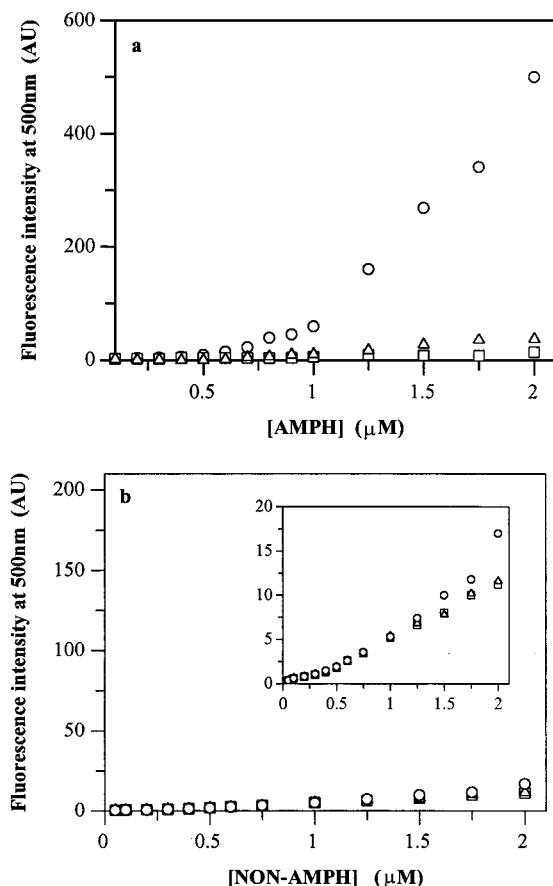 a
600
400
200
0
Fluorescence intensity at 500nm (AU)
0.5 1 1.5 2
[AMPH] (μM)
b
200
150
100
50
0
Fluorescence intensity at 500nm (AU)
20
15
10
5
0
0 0.5 1 1.5 2
0 0.5 1 1.5 2
[NON-AMPH] (μM)